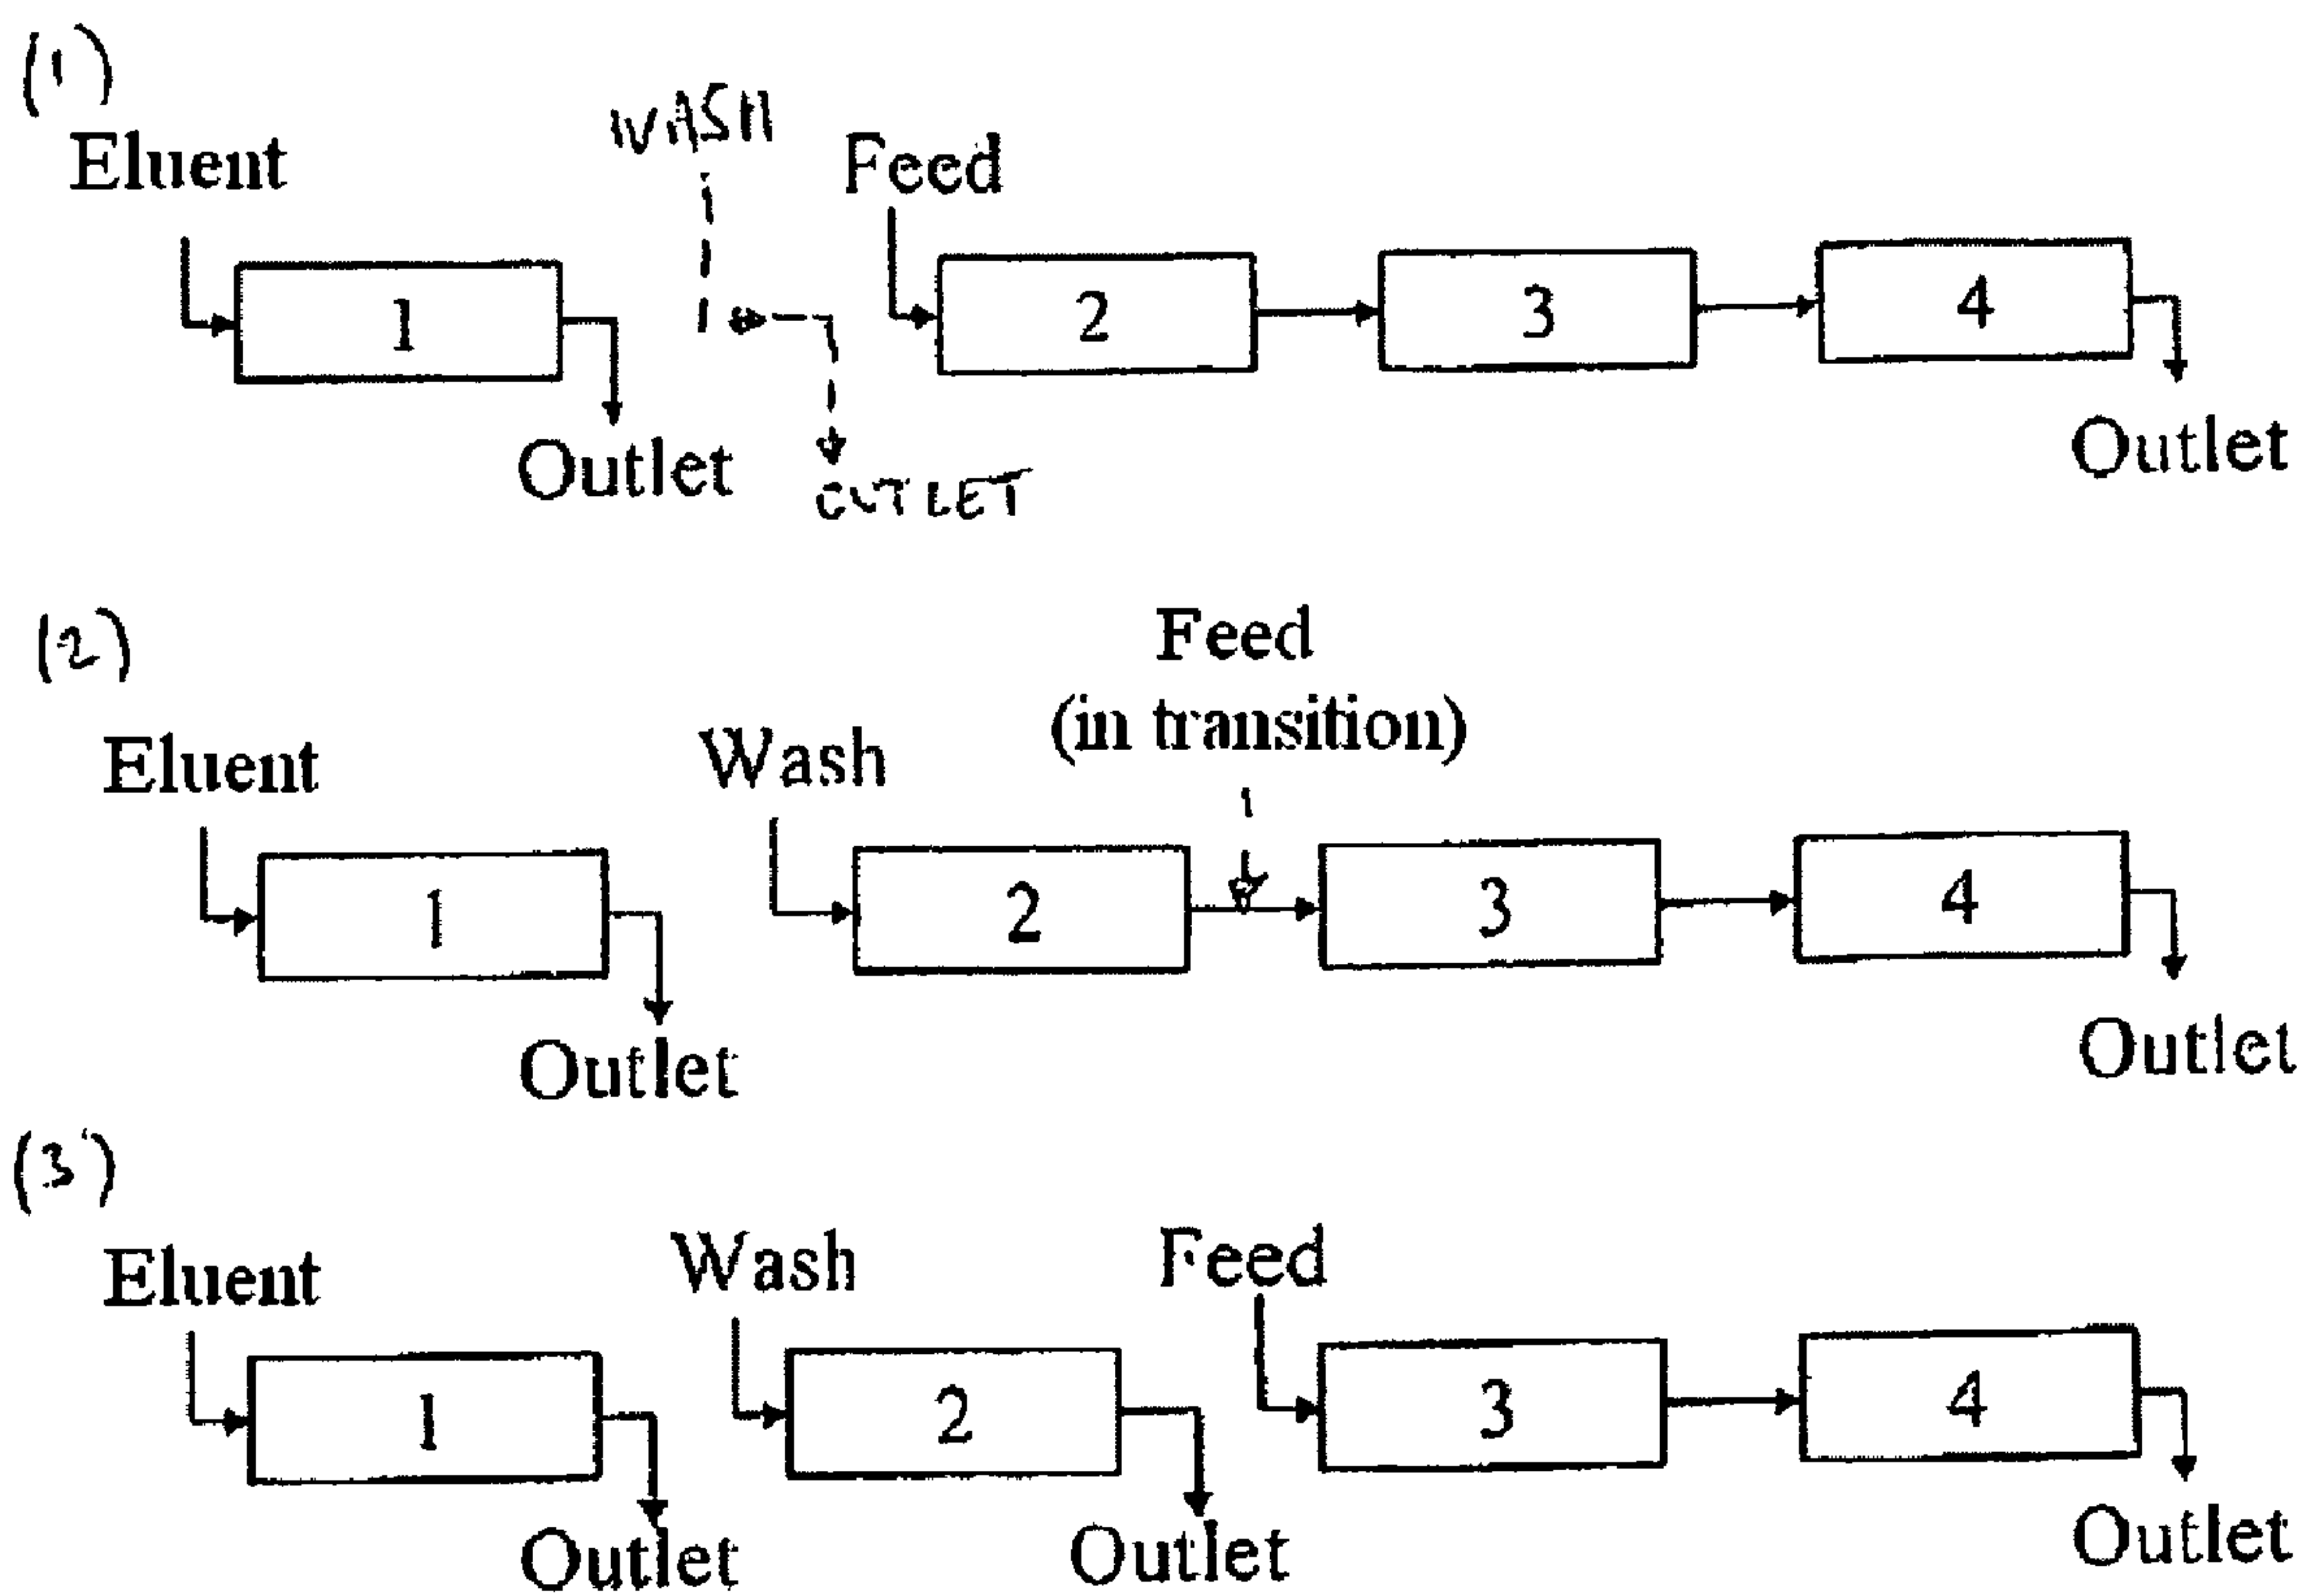 (1)
Eluent WASH Feed
1 2 3 4
Outlet OUTLET Outlet
(2)
Feed
(in transition)
Eluent Wash
1 2 3 4
Outlet Outlet
(3)
Eluent Wash Feed
1 2 3 4
Outlet Outlet Outlet